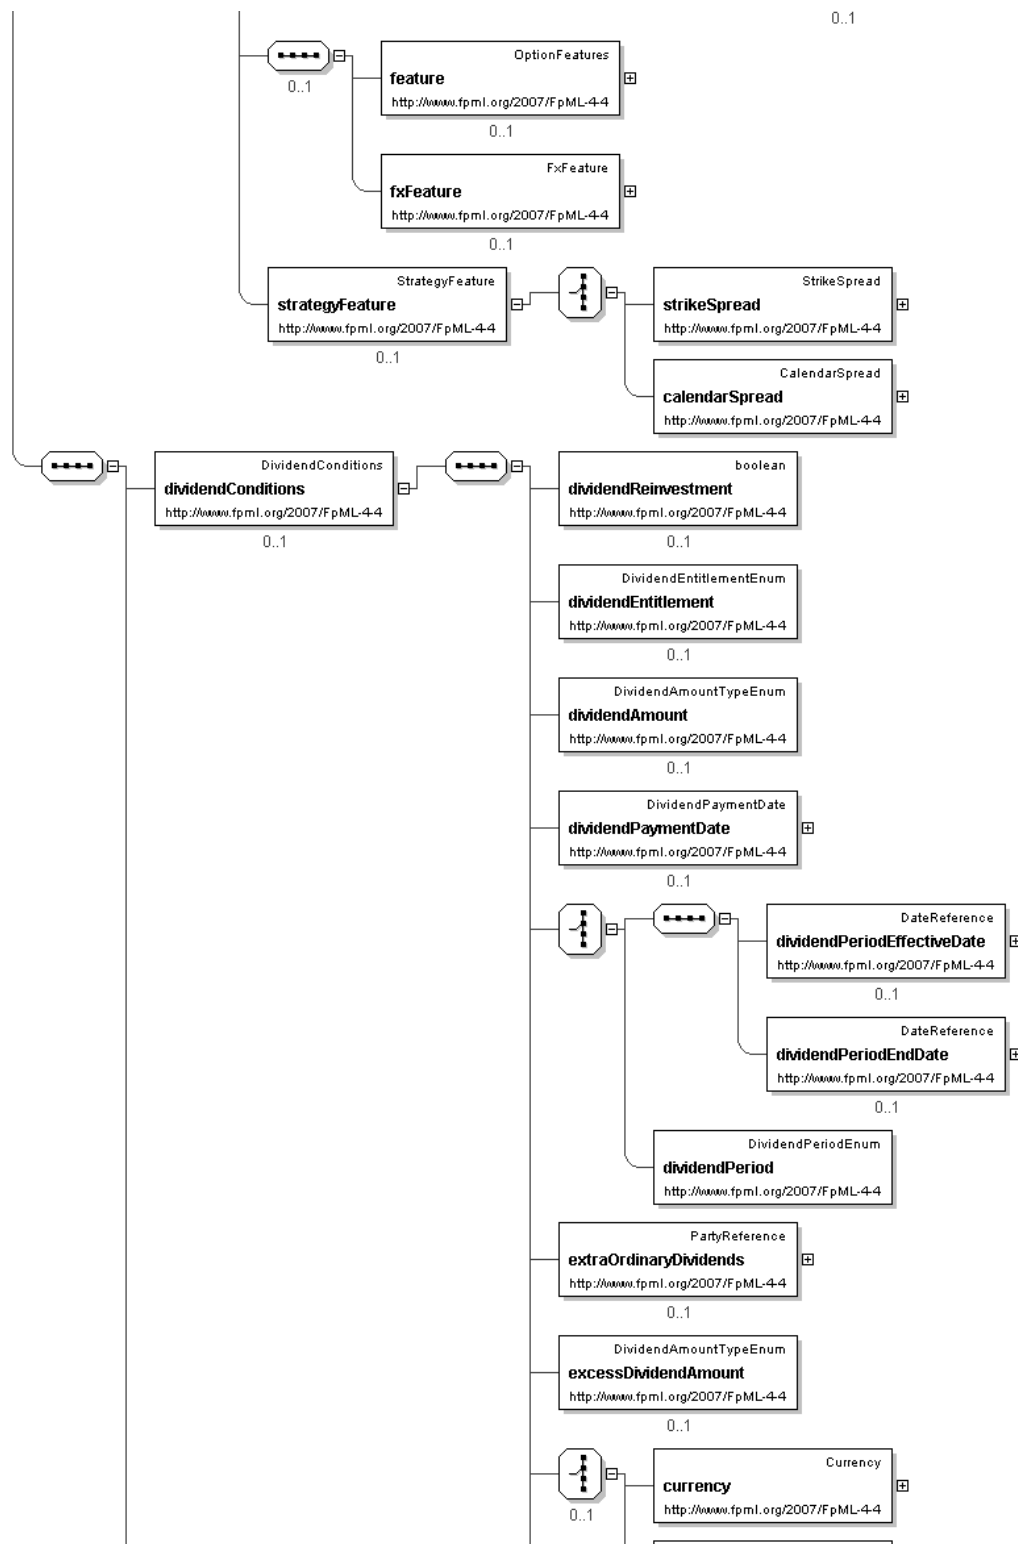 0..1
OptionFeatures
feature
http://www.fpml.org/2007/FpML-4-4
0..1
0..1
FxFeature
fxFeature
http://www.fpml.org/2007/FpML-4-4
0..1
StrategyFeature
strategyFeature
http://www.fpml.org/2007/FpML-4-4
0..1
StrikeSpread
strikeSpread
http://www.fpml.org/2007/FpML-4-4
CalendarSpread
calendarSpread
http://www.fpml.org/2007/FpML-4-4
DividendConditions
dividendConditions
http://www.fpml.org/2007/FpML-4-4
0..1
boolean
dividendReinvestment
http://www.fpml.org/2007/FpML-4-4
0..1
DividendEntitlementEnum
dividendEntitlement
http://www.fpml.org/2007/FpML-4-4
0..1
DividendAmountTypeEnum
dividendAmount
http://www.fpml.org/2007/FpML-4-4
0..1
DividendPaymentDate
dividendPaymentDate
http://www.fpml.org/2007/FpML-4-4
0..1
DateReference
dividendPeriodEffectiveDate
http://www.fpml.org/2007/FpML-4-4
0..1
DateReference
dividendPeriodEndDate
http://www.fpml.org/2007/FpML-4-4
0..1
DividendPeriodEnum
dividendPeriod
http://www.fpml.org/2007/FpML-4-4
PartyReference
extraOrdinaryDividends
http://www.fpml.org/2007/FpML-4-4
0..1
DividendAmountTypeEnum
excessDividendAmount
http://www.fpml.org/2007/FpML-4-4
0..1
Currency
currency
http://www.fpml.org/2007/FpML-4-4
0..1